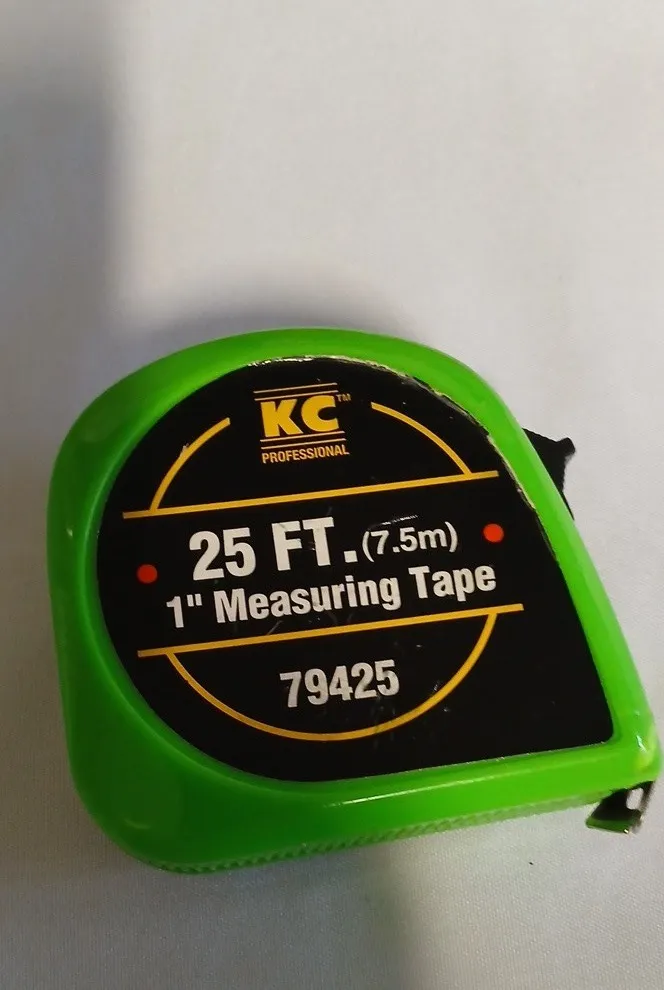 KC™
PROFESSIONAL
25 FT. (7.5m)
1" Measuring Tape
79425